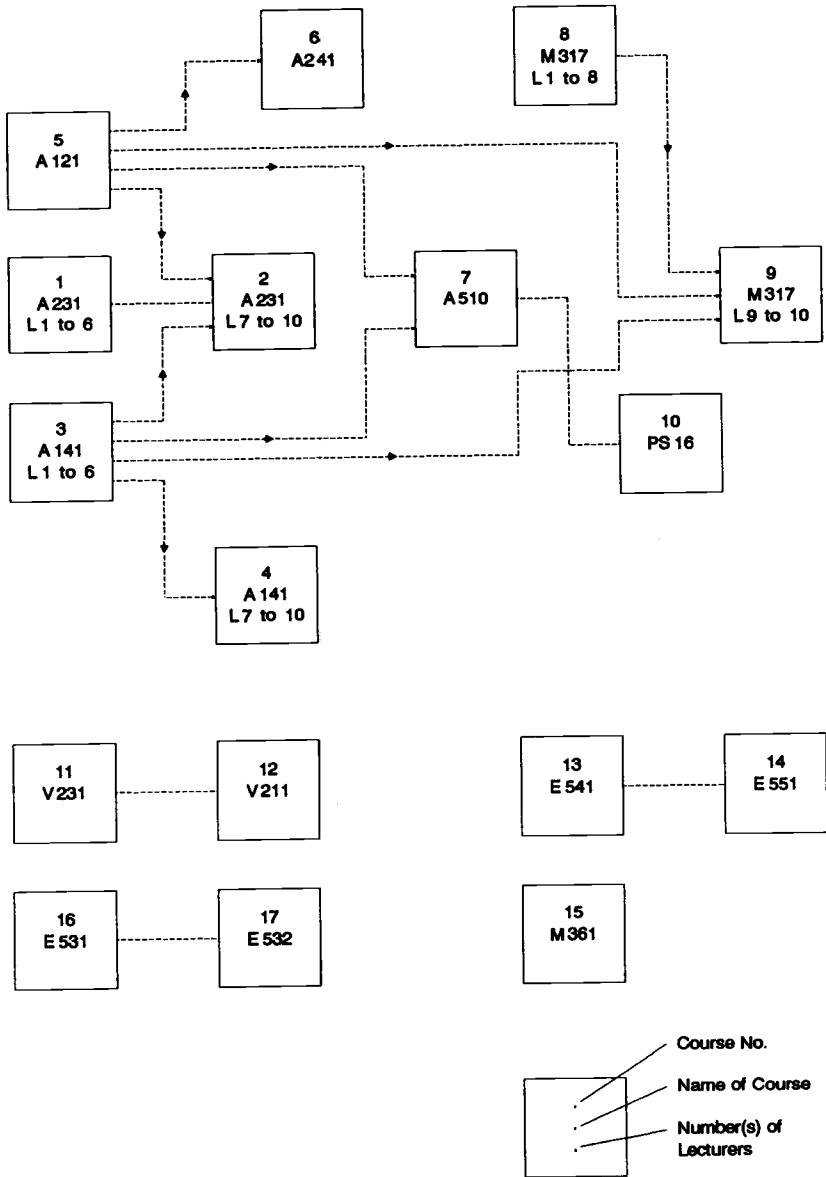 6
A241
8
M317
L1 to 8
5
A121
1
A231
L1 to 6
2
A231
L7 to 10
7
A510
9
M317
L9 to 10
3
A141
L1 to 6
10
PS16
4
A141
L7 to 10
11
V231
12
V211
13
E541
14
E551
16
E531
17
E532
15
M361
Course No.
Name of Course
Number(s) of
Lecturers